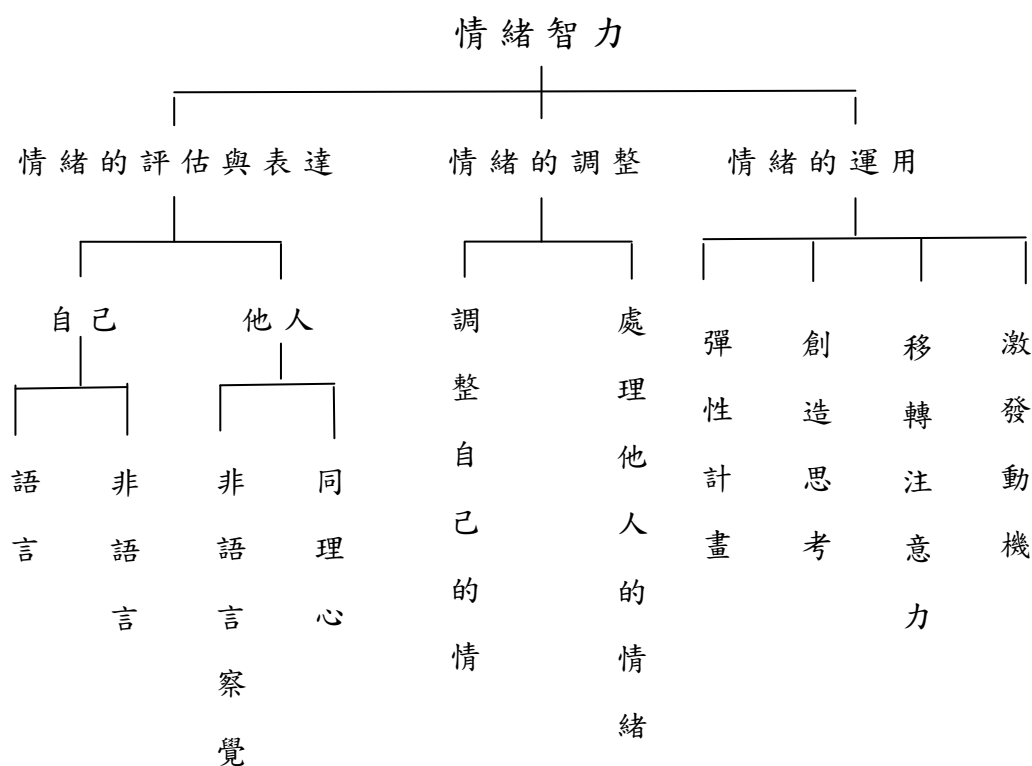 情緒智力
情緒的評估與表達
情緒的調整
情緒的運用
自己
他人
語言
非語言
非語言察覺
同理心
調整自己的情
處理他人的情緒
彈性計畫
創造思考
移轉注意力
激發動機